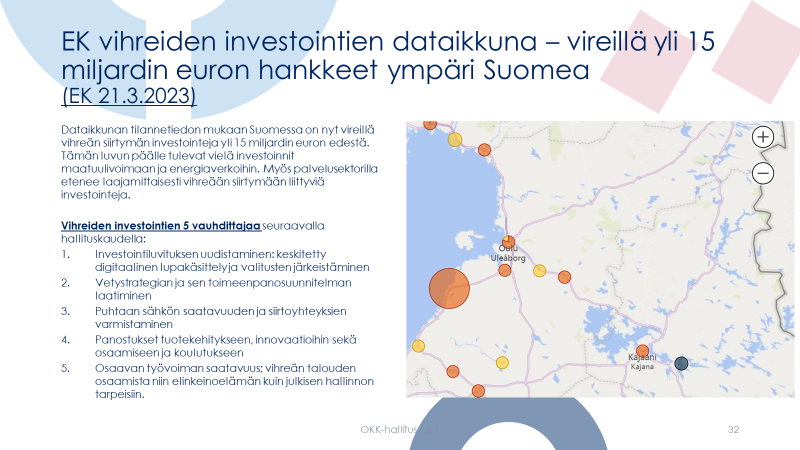 EK vihreiden investointien dataikkuna – vireillä yli 15
miljardin euron hankkeet ympäri Suomea
(EK 21.3.2023)
Dataikkunan tilannetiedon mukaan Suomessa on nyt vireillä
vihreän siirtymän investointeja yli 15 miljardin euron edestä.
Tämän luvun päälle tulevat vielä investoinnit
maatuulivoimaan ja energiaverkoihin. Myös palvelusektorilla
etenee laajamittaisesti vihreään siirtymään liittyviä
investointeja.
Vihreiden investointien 5 vauhdittajaa seuraavalla
hallituskaudella:
1. Investointiluvituksen uudistaminen: keskitetty
digitaalinen lupakäsittely ja valitusten järkeistäminen
2. Vetystrategian ja sen toimeenpanosuunnitelman
laatiminen
3. Puhtaan sähkön saatavuuden ja siirtoyhteyksien
varmistaminen
4. Panostukset tuotekehitykseen, innovaatioihin sekä
osaamiseen ja koulutukseen
5. Osaavan työvoiman saatavuus; vihreän talouden
osaamista niin elinkeinoelämän kuin julkisen hallinnon
tarpeisiin.
Oulu
Uleåborg
Kajaani
Kajana
OKK-hallitus
32